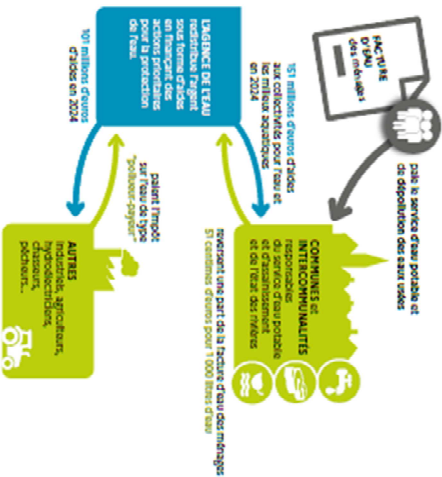 FACTURE
D'EAU
des ménages
paie le service d'eau potable et
de dépollution des eaux usées
COMMUNES et
INTERCOMMUNALITÉS
responsables
du service d'eau potable
et d'assainissement
et de l'état des rivières
reversent une part de la facture d'eau des ménages
51 centimes d'euros pour 1 000 litres d'eau
151 millions d'euros d'aides
aux collectivités pour l'eau et
les milieux aquatiques
en 2024
L'AGENCE DE L'EAU
redistribue l'argent
sous forme d'aides
en finançant des
actions prioritaires
pour la protection
de l'eau.
101 millions d'euros
d'aides en 2024
paient l'impôt
sur l'eau de type
"pollueur-payeur"
AUTRES
industriels, agriculteurs,
hydroélectriciens,
chasseurs,
pêcheurs...